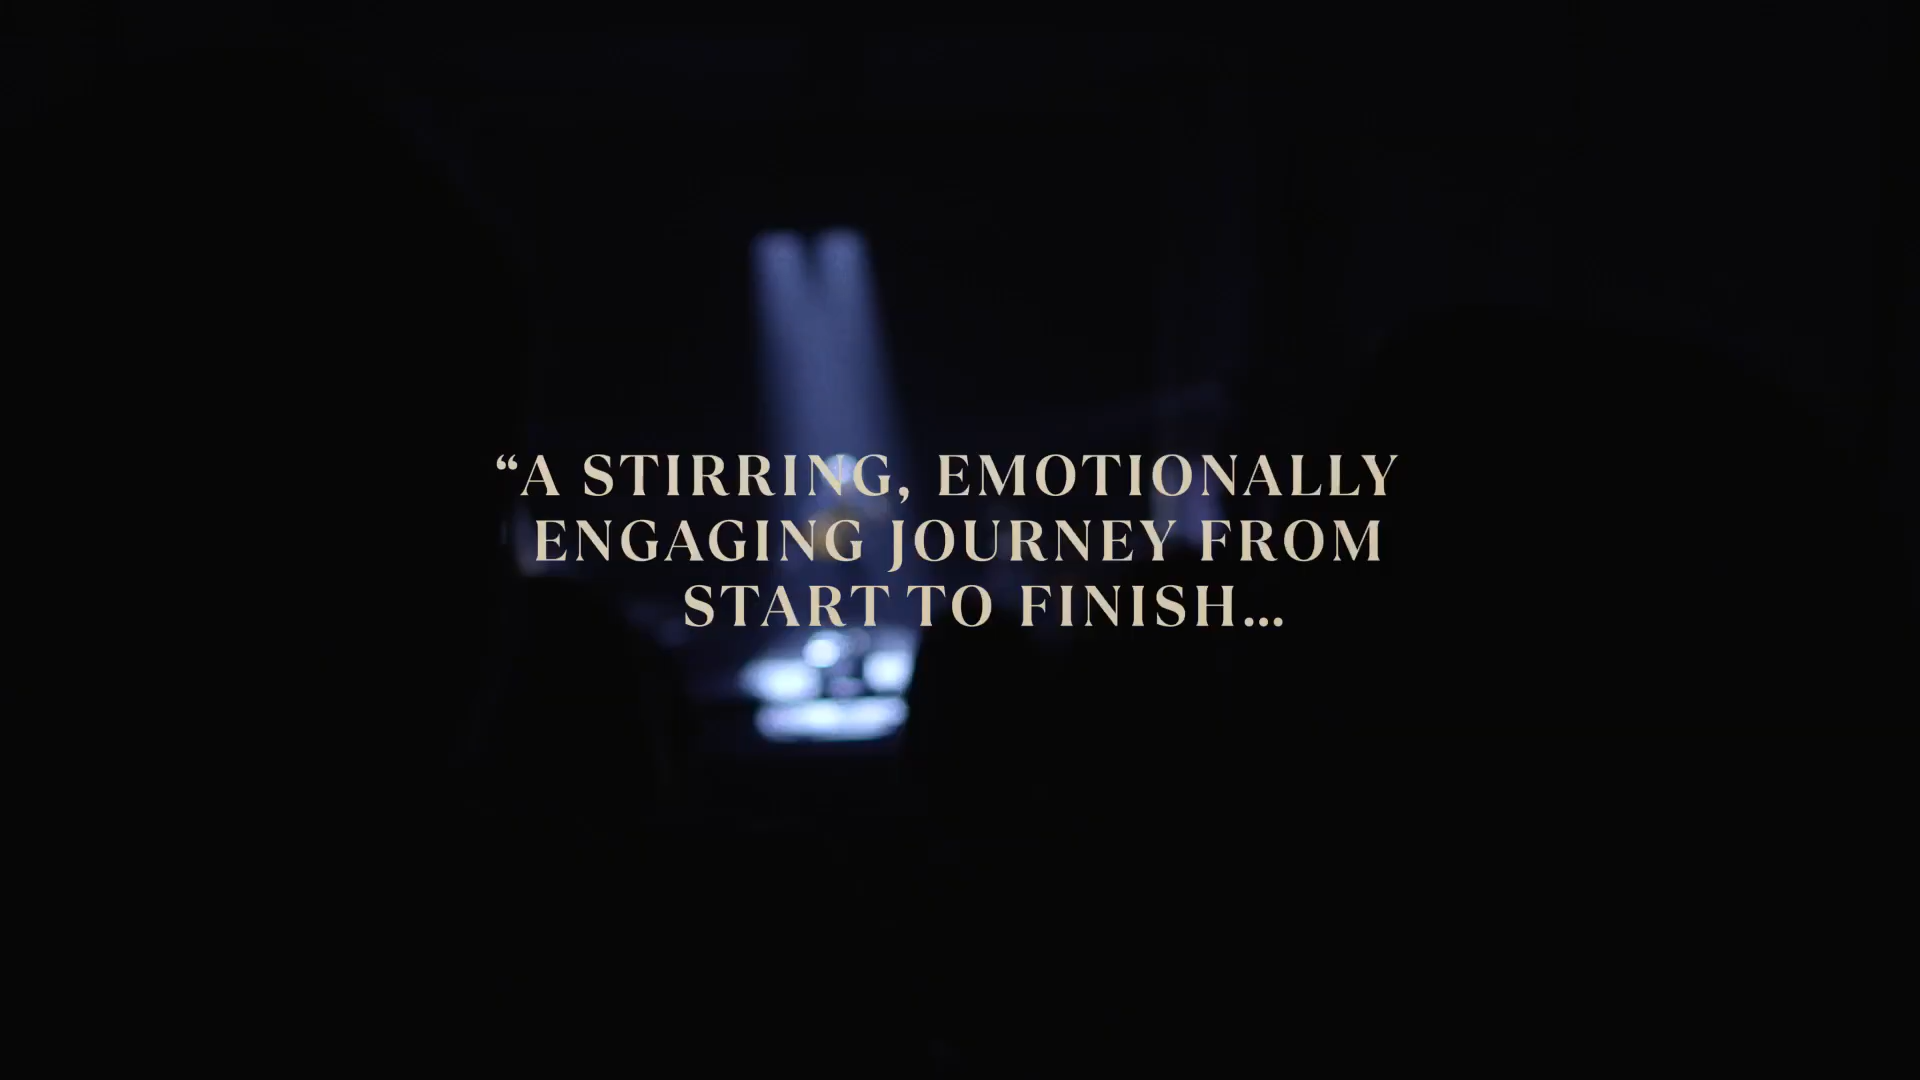 “A STIRRING, EMOTIONALLY
ENGAGING JOURNEY FROM
START TO FINISH...